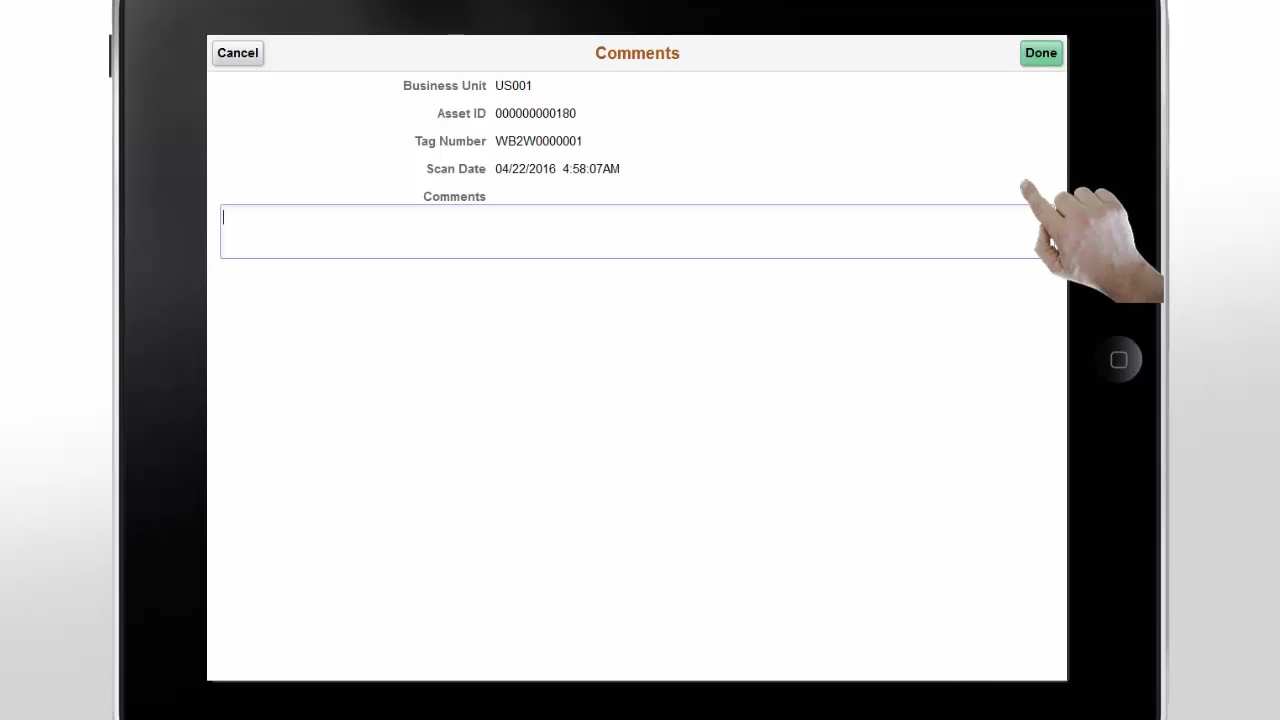 Cancel Comments Done
Business Unit US001
Asset ID 000000000180
Tag Number WB2W0000001
Scan Date 04/22/2016 4:58:07AM
Comments